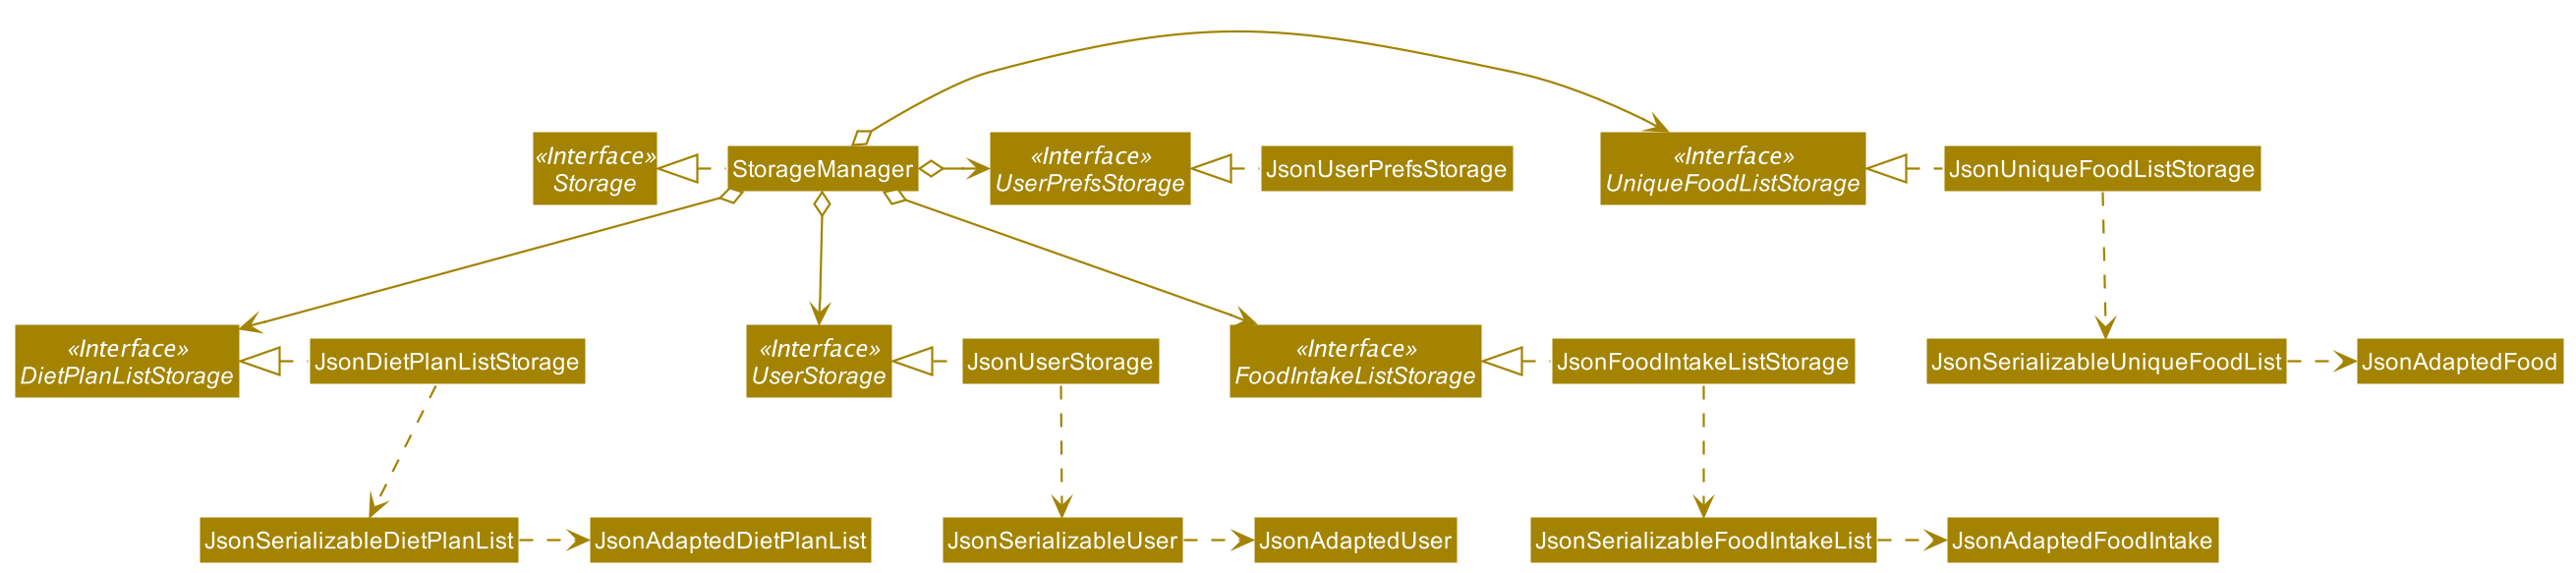 «Interface»
Storage
StorageManager
«Interface»
UserPrefsStorage
JsonUserPrefsStorage
«Interface»
UniqueFoodListStorage
JsonUniqueFoodListStorage
«Interface»
DietPlanListStorage
JsonDietPlanListStorage
«Interface»
UserStorage
JsonUserStorage
«Interface»
FoodIntakeListStorage
JsonFoodIntakeListStorage
JsonSerializableUniqueFoodList
JsonAdaptedFood
JsonSerializableDietPlanList
JsonAdaptedDietPlanList
JsonSerializableUser
JsonAdaptedUser
JsonSerializableFoodIntakeList
JsonAdaptedFoodIntake